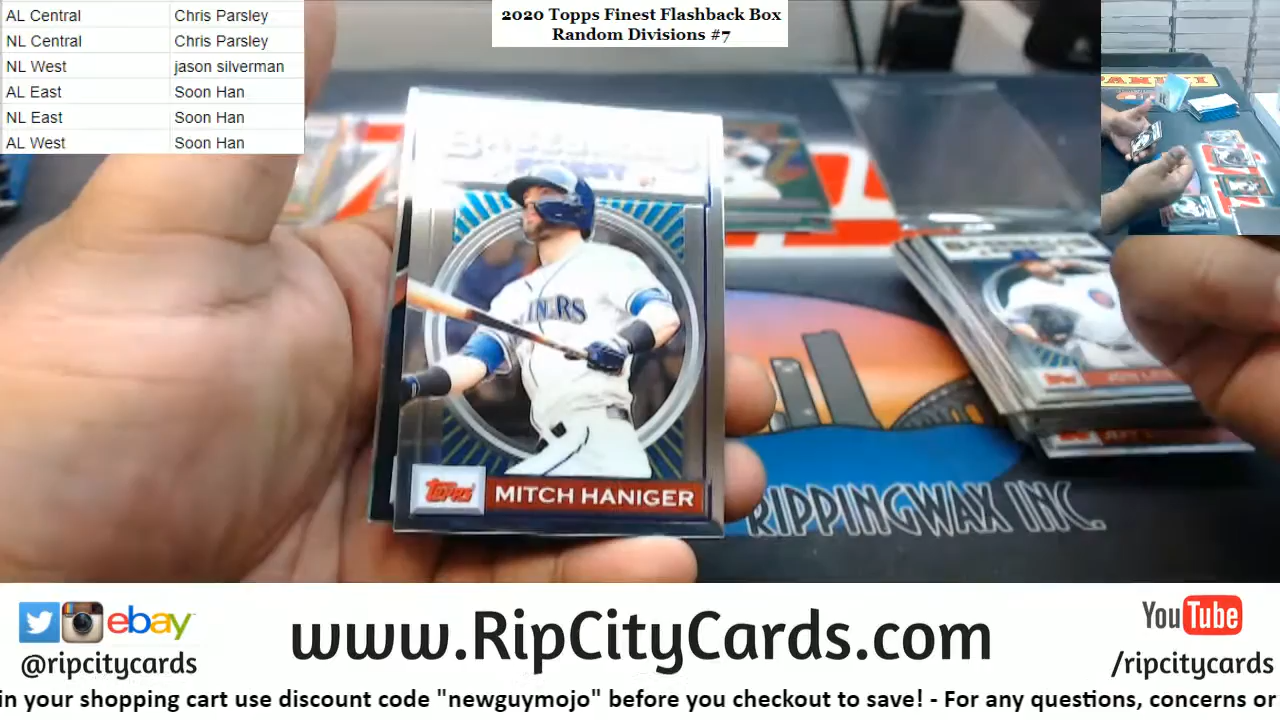 AL Central Chris Parsley
NL Central Chris Parsley
NL West jason silverman
AL East Soon Han
NL East Soon Han
AL West Soon Han
2020 Topps Finest Flashback Box
Random Divisions #7
PANINI
INERS
TOPPS
MITCH HANIGER
JON
RIPPINGWAX INC.
ebay
@ripcitycards
www.RipCityCards.com
YouTube
/ripcitycards
in your shopping cart use discount code "newguymojo" before you checkout to save! - For any questions, concerns or